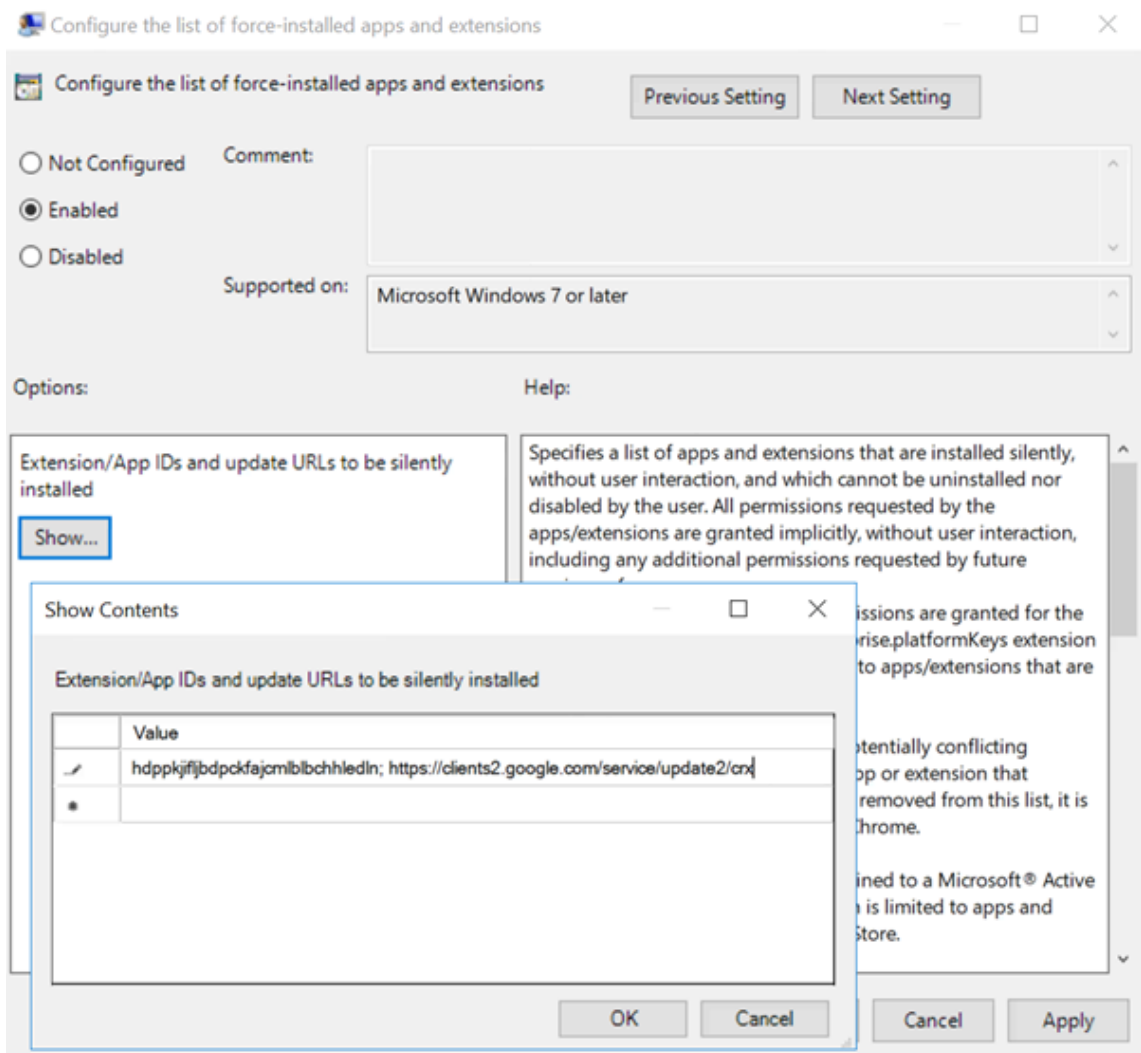 Configure the list of force-installed apps and extensions
Configure the list of force-installed apps and extensions
Previous Setting
Next Setting
Not Configured
Enabled
Disabled
Comment:
Supported on:
Microsoft Windows 7 or later
Options:
Help:
Extension/App IDs and update URLs to be silently
installed
Show...
Specifies a list of apps and extensions that are installed silently,
without user interaction, and which cannot be uninstalled nor
disabled by the user. All permissions requested by the
apps/extensions are granted implicitly, without user interaction,
including any additional permissions requested by future
issions are granted for the
rise.platformKeys extension
to apps/extensions that are
otentially conflicting
pp or extension that
removed from this list, it is
Chrome.
ined to a Microsoft® Active
is limited to apps and
Store.
Show Contents
Extension/App IDs and update URLs to be silently installed
Value
hdppkjifljbdpckfajcmlblbchhledln; https://clients2.google.com/service/update2/crx
OK
Cancel
Cancel
Apply